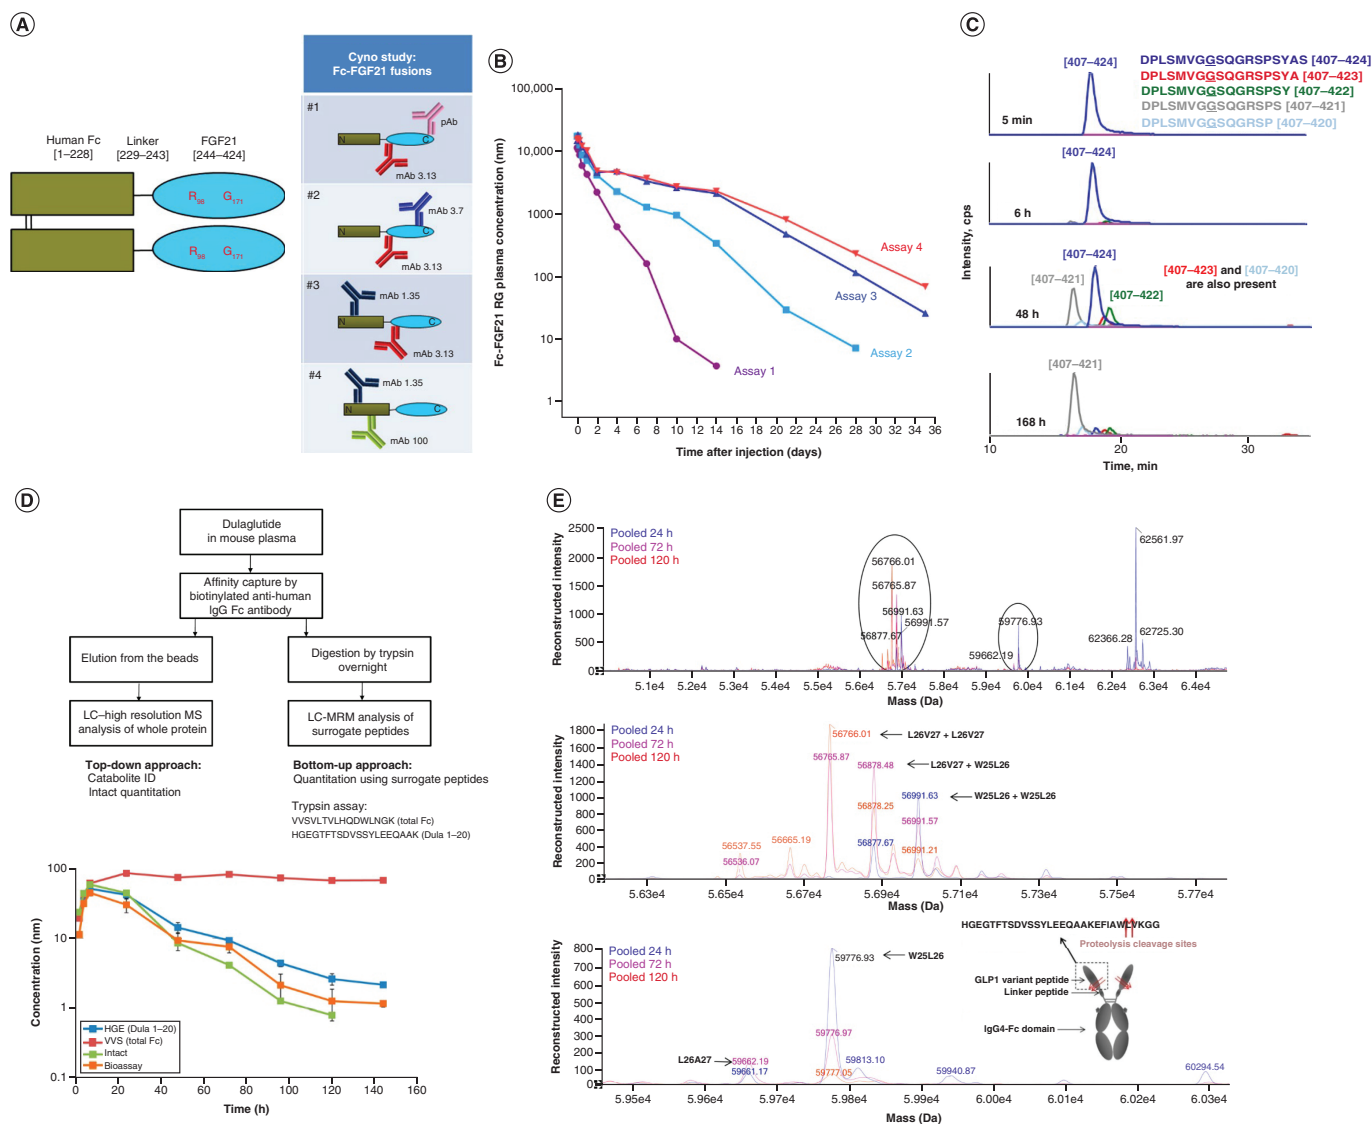 A
Cyno study:
Fc-FGF21 fusions
Human Fc
[1–228]
Linker
[229–243]
FGF21
[244–424]
R98 G171
R98 G171
#1
pAb
N
C
mAb 3.13
#2
mAb 3.7
N
C
mAb 3.13
#3
mAb 1.35
N
C
mAb 3.13
#4
mAb 1.35
N
C
mAb 100
B
Fc-FGF21 RG plasma concentration (nm)
100,000
10,000
1000
100
10
1
Assay 4
Assay 3
Assay 2
Assay 1
0 2 4 6 8 10 12 14 16 18 20 22 24 26 28 30 32 34 36
Time after injection (days)
C
DPLSMVGGSQGRSPSYAS [407–424]
DPLSMVGGSQGRSPSYA [407–423]
DPLSMVGGSQGRSPSY [407–422]
DPLSMVGGSQGRSPS [407–421]
DPLSMVGGSQGRSP [407–420]
[407–424]
5 min
[407–424]
6 h
[407–424]
[407–421]
[407–422]
[407–423] and [407–420]
are also present
48 h
[407–421]
168 h
Intensity, cps
10 20 30
Time, min
D
Dulaglutide
in mouse plasma
Affinity capture by
biotinylated anti-human
IgG Fc antibody
Elution from the beads
Digestion by trypsin
overnight
LC–high resolution MS
analysis of whole protein
LC-MRM analysis of
surrogate peptides
Top-down approach:
Catabolite ID
Intact quantitation
Bottom-up approach:
Quantitation using surrogate peptides
Trypsin assay:
VVSVLTVLHQDWLNGK (total Fc)
HGEGTFTSDVSSYLEEQAAK (Dula 1–20)
Concentration (nm)
100
10
1
0.1
HGE (Dula 1–20)
VVS (total Fc)
Intact
Bioassay
0 20 40 60 80 100 120 140 160
Time (h)
E
Reconstructed intensity
2500
2000
1500
1000
500
0
Pooled 24 h
Pooled 72 h
Pooled 120 h
56766.01
56765.87
56991.63
56991.57
56877.67
59776.93
59662.19
62561.97
62366.28
62725.30
5.1e4 5.2e4 5.3e4 5.4e4 5.5e4 5.6e4 5.7e4 5.8e4 5.9e4 6.0e4 6.1e4 6.2e4 6.3e4 6.4e4
Mass (Da)
Reconstructed intensity
1800
1600
1400
1200
1000
800
600
400
200
0
Pooled 24 h
Pooled 72 h
Pooled 120 h
56766.01
L26V27 + L26V27
56765.87
56878.48
L26V27 + W25L26
56991.63
W25L26 + W25L26
56878.25
56991.57
56665.19
56537.55
56536.07
56877.67
56991.21
5.63e4 5.65e4 5.67e4 5.69e4 5.71e4 5.73e4 5.75e4 5.77e4
Mass (Da)
Reconstructed intensity
800
700
600
500
400
300
200
100
0
Pooled 24 h
Pooled 72 h
Pooled 120 h
59776.93
W25L26
59776.97
L26A27
59662.19
59661.17
59777.05
59813.10
59940.87
60294.54
HGEGTFTSDVSSYLEEQAAKEFIAWLVKGG
Proteolysis cleavage sites
GLP1 variant peptide
Linker peptide
IgG4-Fc domain
5.95e4 5.96e4 5.97e4 5.98e4 5.99e4 6.00e4 6.01e4 6.02e4 6.03e4
Mass (Da)